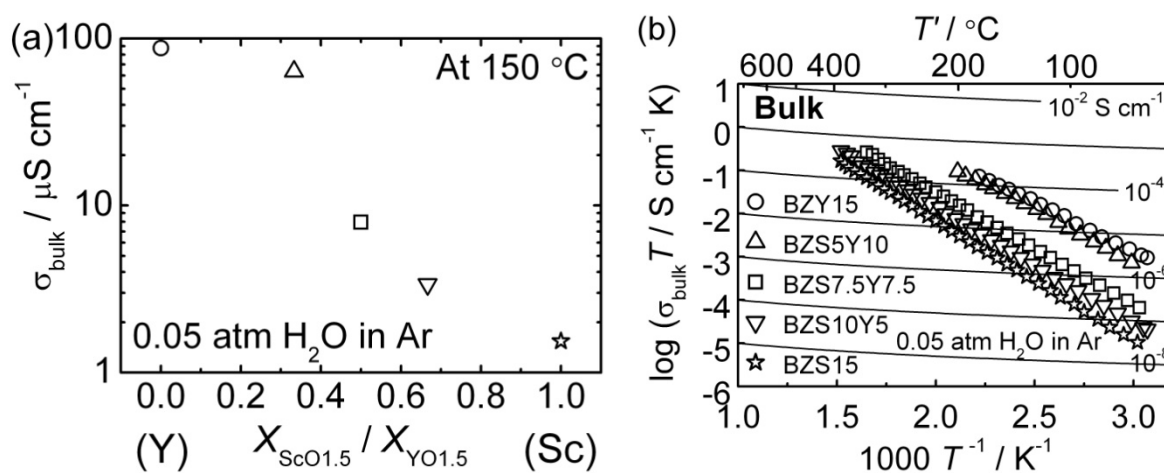 (a)
100
10
1
σbulk / μS cm⁻¹
At 150 °C
0.05 atm H₂O in Ar
0.0 0.2 0.4 0.6 0.8 1.0
(Y) XScO1.5 / XYO1.5 (Sc)
(b)
T′ / °C
600 400 200 100
1
0
-1
-2
-3
-4
-5
-6
log (σbulk T / S cm⁻¹ K)
Bulk
10⁻² S cm⁻¹
10⁻⁴
BZY15
BZS5Y10
10⁻⁶
BZS7.5Y7.5
BZS10Y5
0.05 atm H₂O in Ar
10⁻⁸
BZS15
1.0 1.5 2.0 2.5 3.0
1000 T⁻¹ / K⁻¹